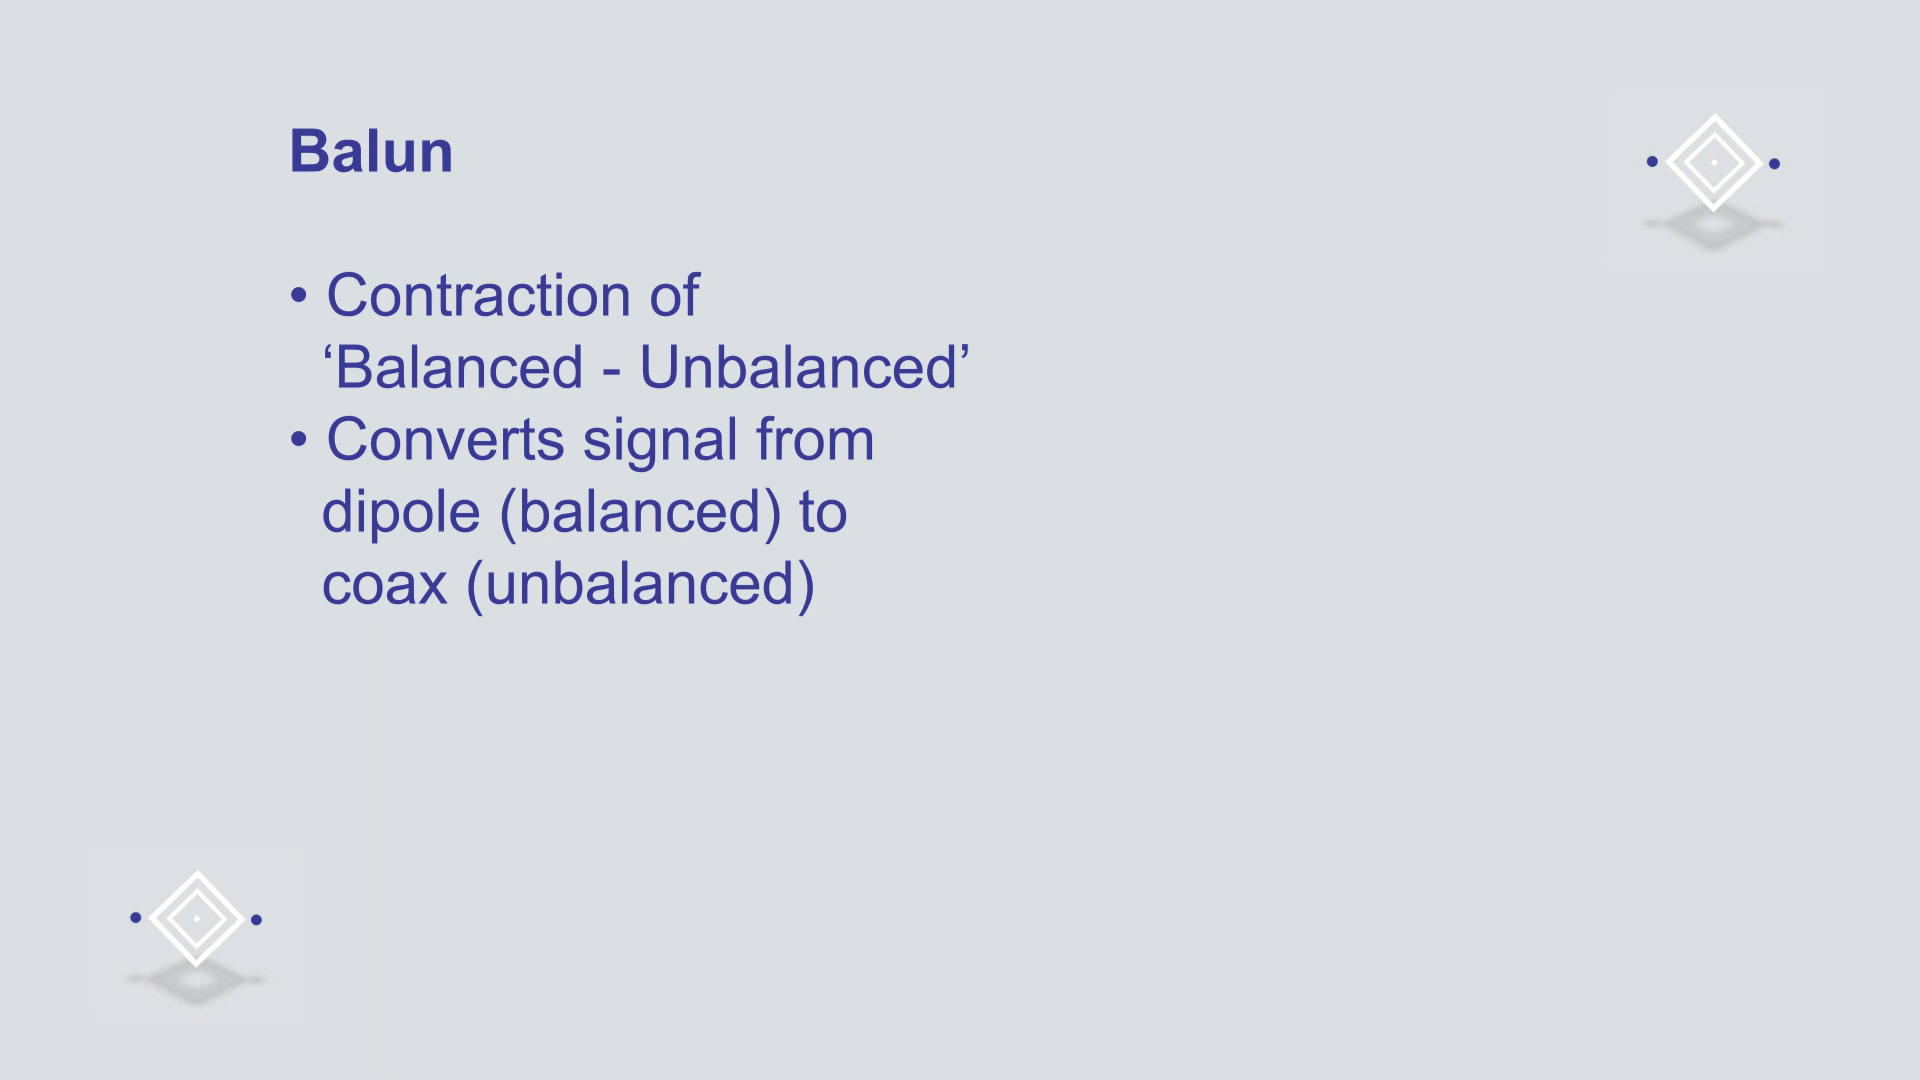 Balun
• Contraction of
‘Balanced - Unbalanced’
• Converts signal from
dipole (balanced) to
coax (unbalanced)